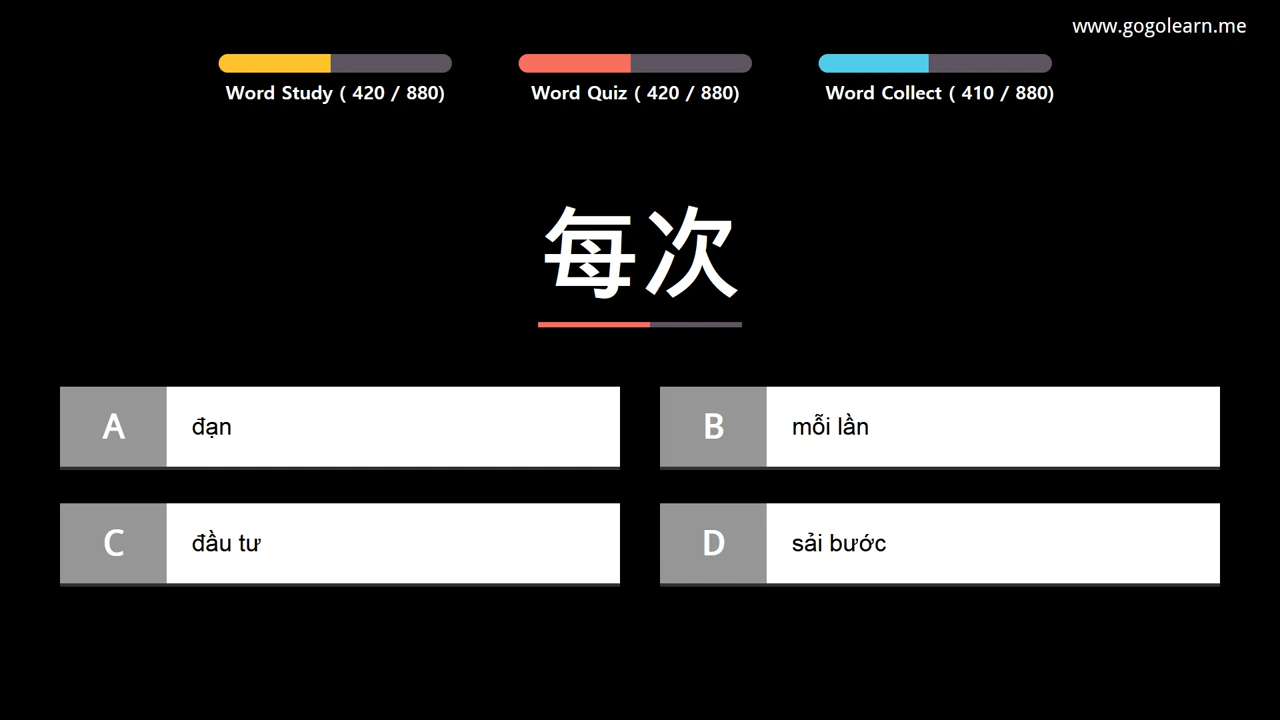 www.gogolearn.me
Word Study ( 420 / 880)
Word Quiz ( 420 / 880)
Word Collect ( 410 / 880)
每次
A đạn
B mỗi lần
C đầu tư
D sải bước